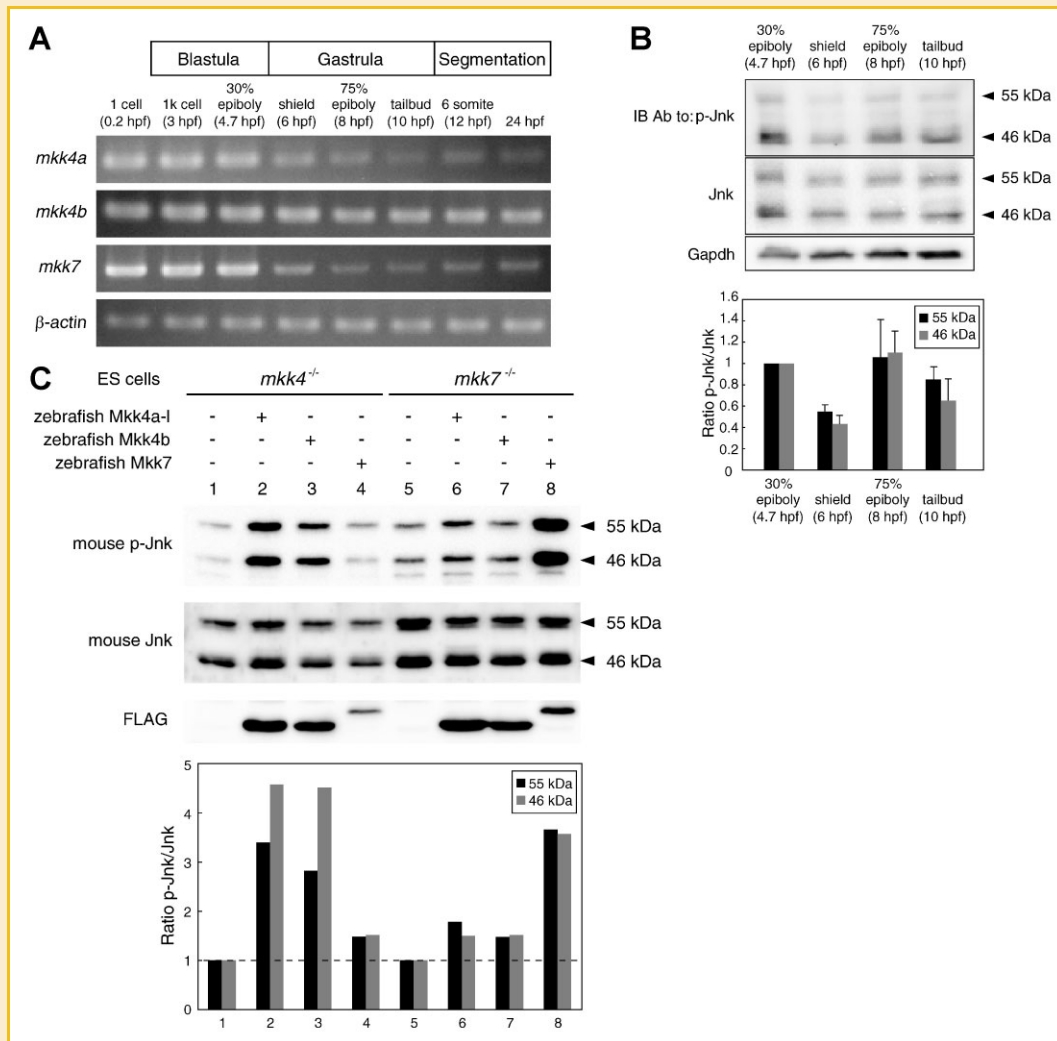 A
Blastula Gastrula Segmentation
1 cell (0.2 hpf) 1k cell (3 hpf) 30% epiboly (4.7 hpf) shield (6 hpf) 75% epiboly (8 hpf) tailbud (10 hpf) 6 somite (12 hpf) 24 hpf
mkk4a
mkk4b
mkk7
β-actin
B
30% epiboly (4.7 hpf) shield (6 hpf) 75% epiboly (8 hpf) tailbud (10 hpf)
IB Ab to: p-Jnk
55 kDa
46 kDa
Jnk
55 kDa
46 kDa
Gapdh
Ratio p-Jnk/Jnk
1.6
1.4
1.2
1
0.8
0.6
0.4
0.2
0
55 kDa
46 kDa
30% epiboly (4.7 hpf) shield (6 hpf) 75% epiboly (8 hpf) tailbud (10 hpf)
C
ES cells mkk4-/- mkk7-/-
zebrafish Mkk4a-l - + - - - + - -
zebrafish Mkk4b - - + - - - + -
zebrafish Mkk7 - - - + - - - +
1 2 3 4 5 6 7 8
mouse p-Jnk
55 kDa
46 kDa
mouse Jnk
55 kDa
46 kDa
FLAG
Ratio p-Jnk/Jnk
5
4
3
2
1
0
55 kDa
46 kDa
1 2 3 4 5 6 7 8